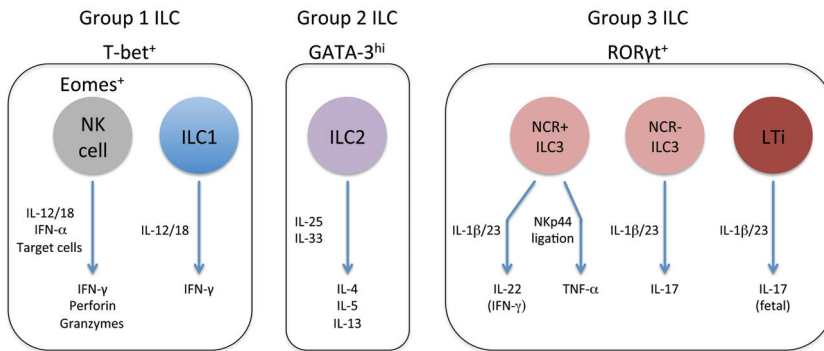 Group 1 ILC
T-bet⁺
Eomes⁺
NK
cell
ILC1
IL-12/18
IFN-α
Target cells
IL-12/18
IFN-γ
Perforin
Granzymes
IFN-γ
Group 2 ILC
GATA-3ʰⁱ
ILC2
IL-25
IL-33
IL-4
IL-5
IL-13
Group 3 ILC
RORγt⁺
NCR+
ILC3
NCR-
ILC3
LTi
IL-1β/23
NKp44
ligation
IL-1β/23
IL-1β/23
IL-22
(IFN-γ)
TNF-α
IL-17
IL-17
(fetal)